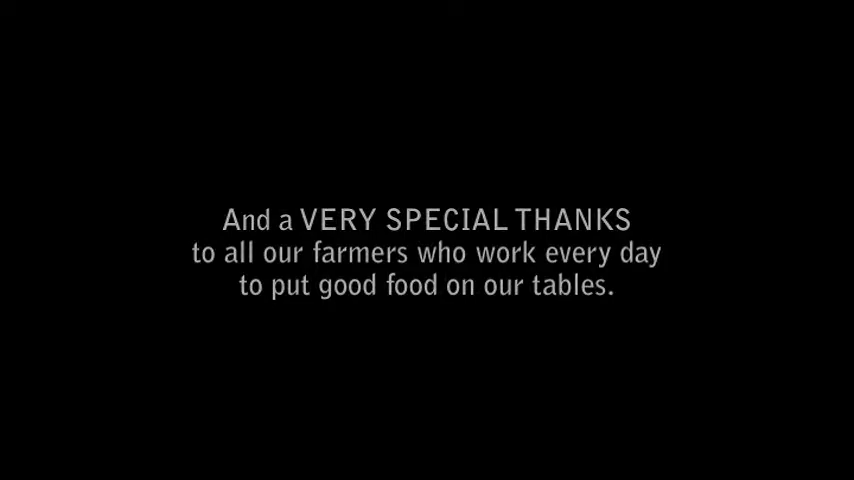 And a VERY SPECIAL THANKS
to all our farmers who work every day
to put good food on our tables.